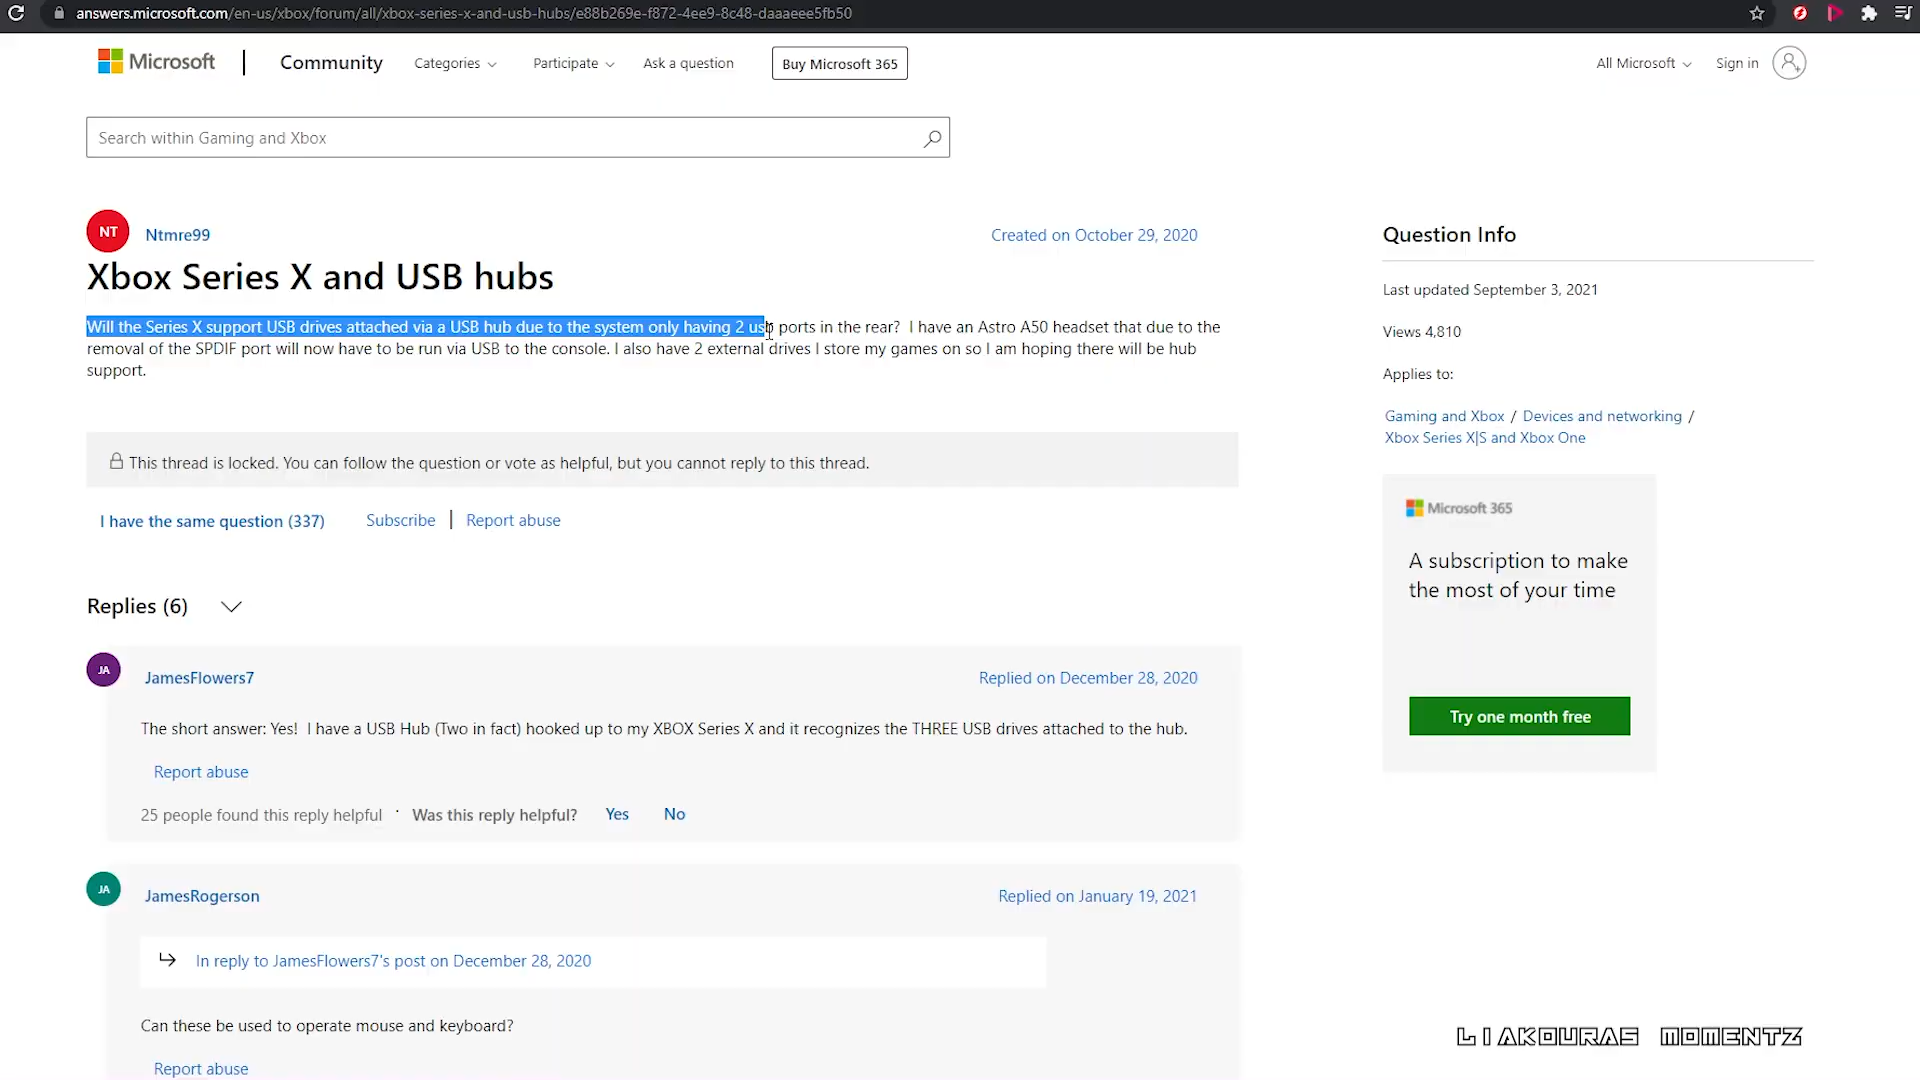 answers.microsoft.com/en-us/xbox/forum/all/xbox-series-x-and-usb-hubs/e88b269e-f872-4ee9-8c48-daaaeee5fb50
Microsoft | Community Categories Participate Ask a question Buy Microsoft 365 All Microsoft Sign in
Search within Gaming and Xbox
NT Ntmre99 Created on October 29, 2020
Xbox Series X and USB hubs
Will the Series X support USB drives attached via a USB hub due to the system only having 2 usb ports in the rear? I have an Astro A50 headset that due to the
removal of the SPDIF port will now have to be run via USB to the console. I also have 2 external drives I store my games on so I am hoping there will be hub
support.
This thread is locked. You can follow the question or vote as helpful, but you cannot reply to this thread.
I have the same question (337) Subscribe | Report abuse
Replies (6)
JA JamesFlowers7 Replied on December 28, 2020
The short answer: Yes! I have a USB Hub (Two in fact) hooked up to my XBOX Series X and it recognizes the THREE USB drives attached to the hub.
Report abuse
25 people found this reply helpful · Was this reply helpful? Yes No
JA JamesRogerson Replied on January 19, 2021
In reply to JamesFlowers7's post on December 28, 2020
Can these be used to operate mouse and keyboard?
Report abuse
Question Info
Last updated September 3, 2021
Views 4,810
Applies to:
Gaming and Xbox / Devices and networking /
Xbox Series X|S and Xbox One
Microsoft 365
A subscription to make
the most of your time
Try one month free
LIAKOURAS MOMENTZ